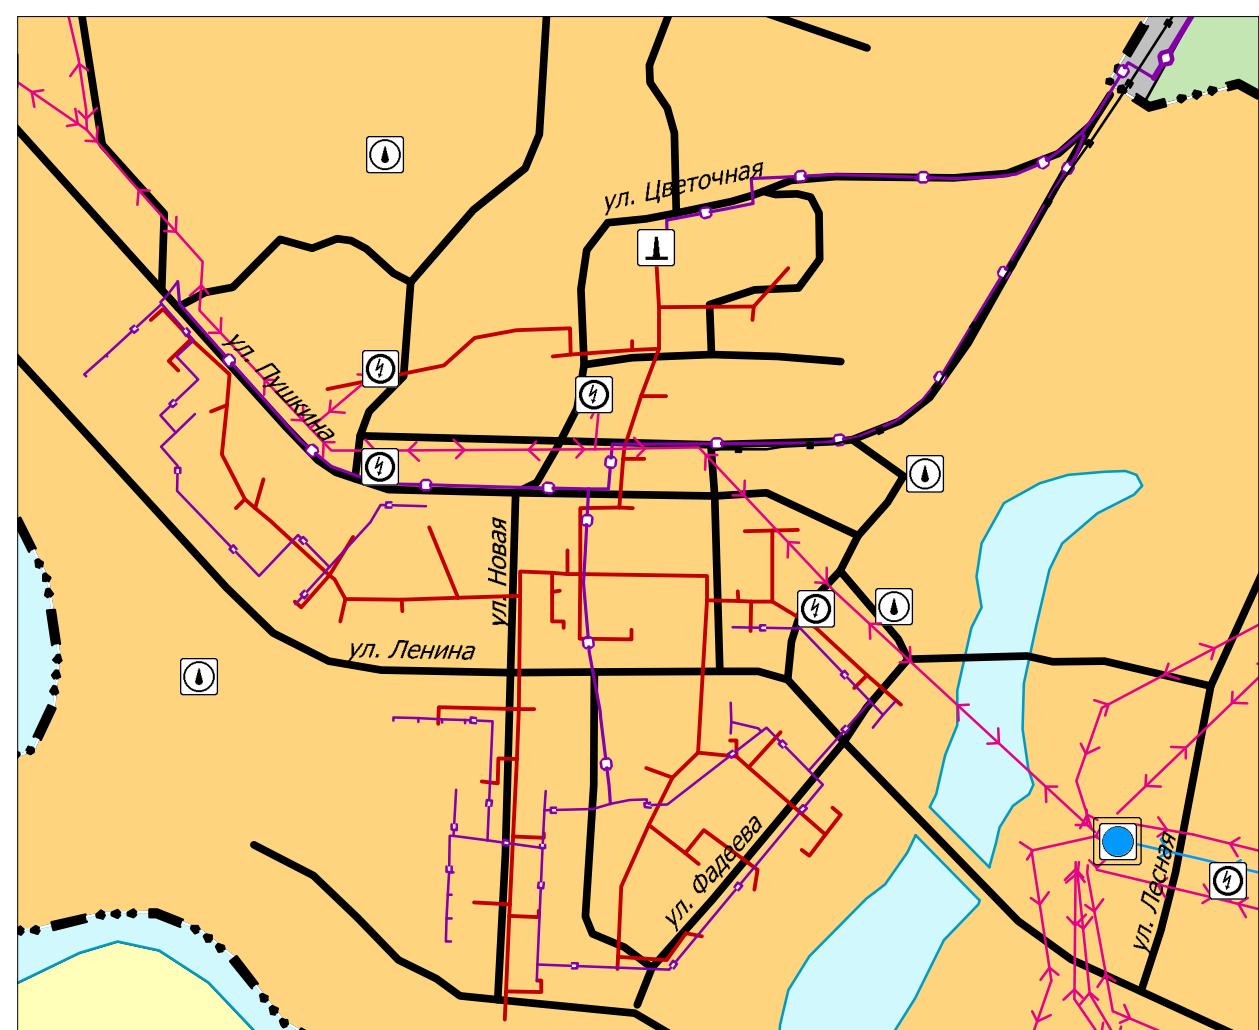 ул. Цветочная
ул. Пушкина
ул. Новая
ул. Ленина
ул. Фадеева
ул. Лесная